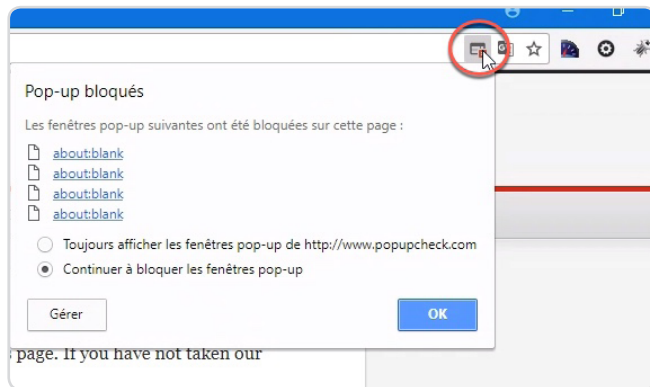 Pop-up bloqués
Les fenêtres pop-up suivantes ont été bloquées sur cette page :
about:blank
about:blank
about:blank
about:blank
Toujours afficher les fenêtres pop-up de http://www.popupcheck.com
Continuer à bloquer les fenêtres pop-up
Gérer
OK
page. If you have not taken our